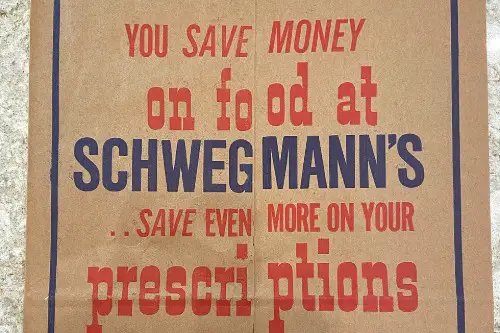 YOU SAVE MONEY
on food at
SCHWEGMANN'S
..SAVE EVEN MORE ON YOUR
prescriptions